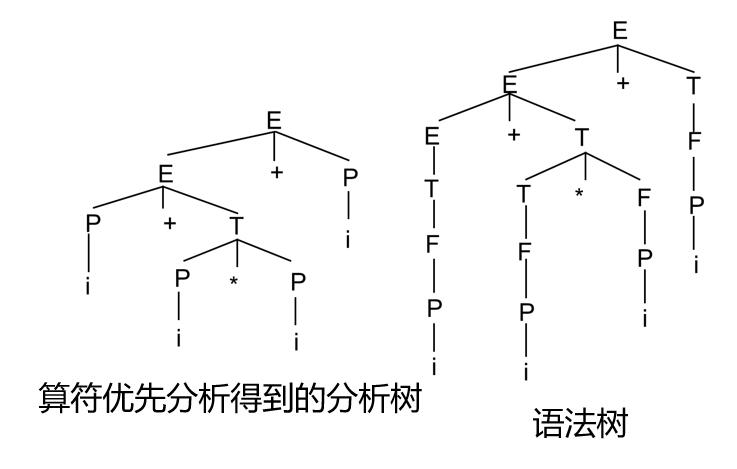 E
E + P
P + T i
i P * P
i i
算符优先分析得到的分析树
E
E + T
E + T F
T T * F P
F F P i
P P i
i i
语法树